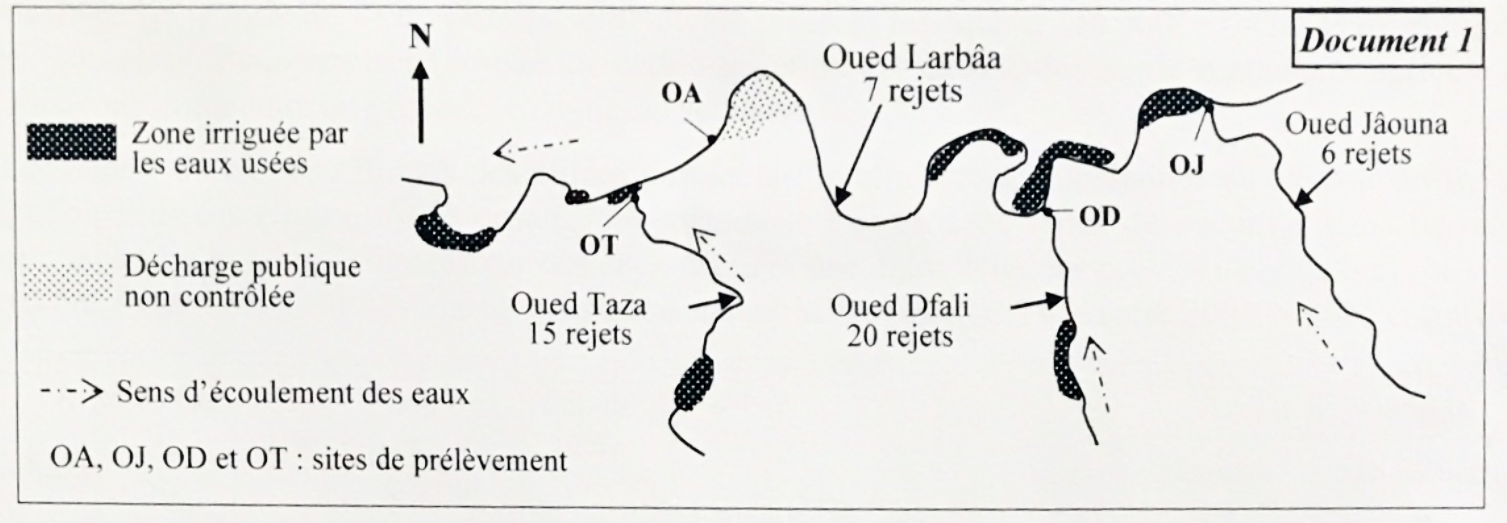 Document 1
N
Oued Larbâa
7 rejets
OA
Zone irriguée par
les eaux usées
Oued Jâouna
6 rejets
OJ
OD
OT
Décharge publique
non contrôlée
Oued Taza
15 rejets
Oued Dfali
20 rejets
Sens d'écoulement des eaux
OA, OJ, OD et OT : sites de prélèvement